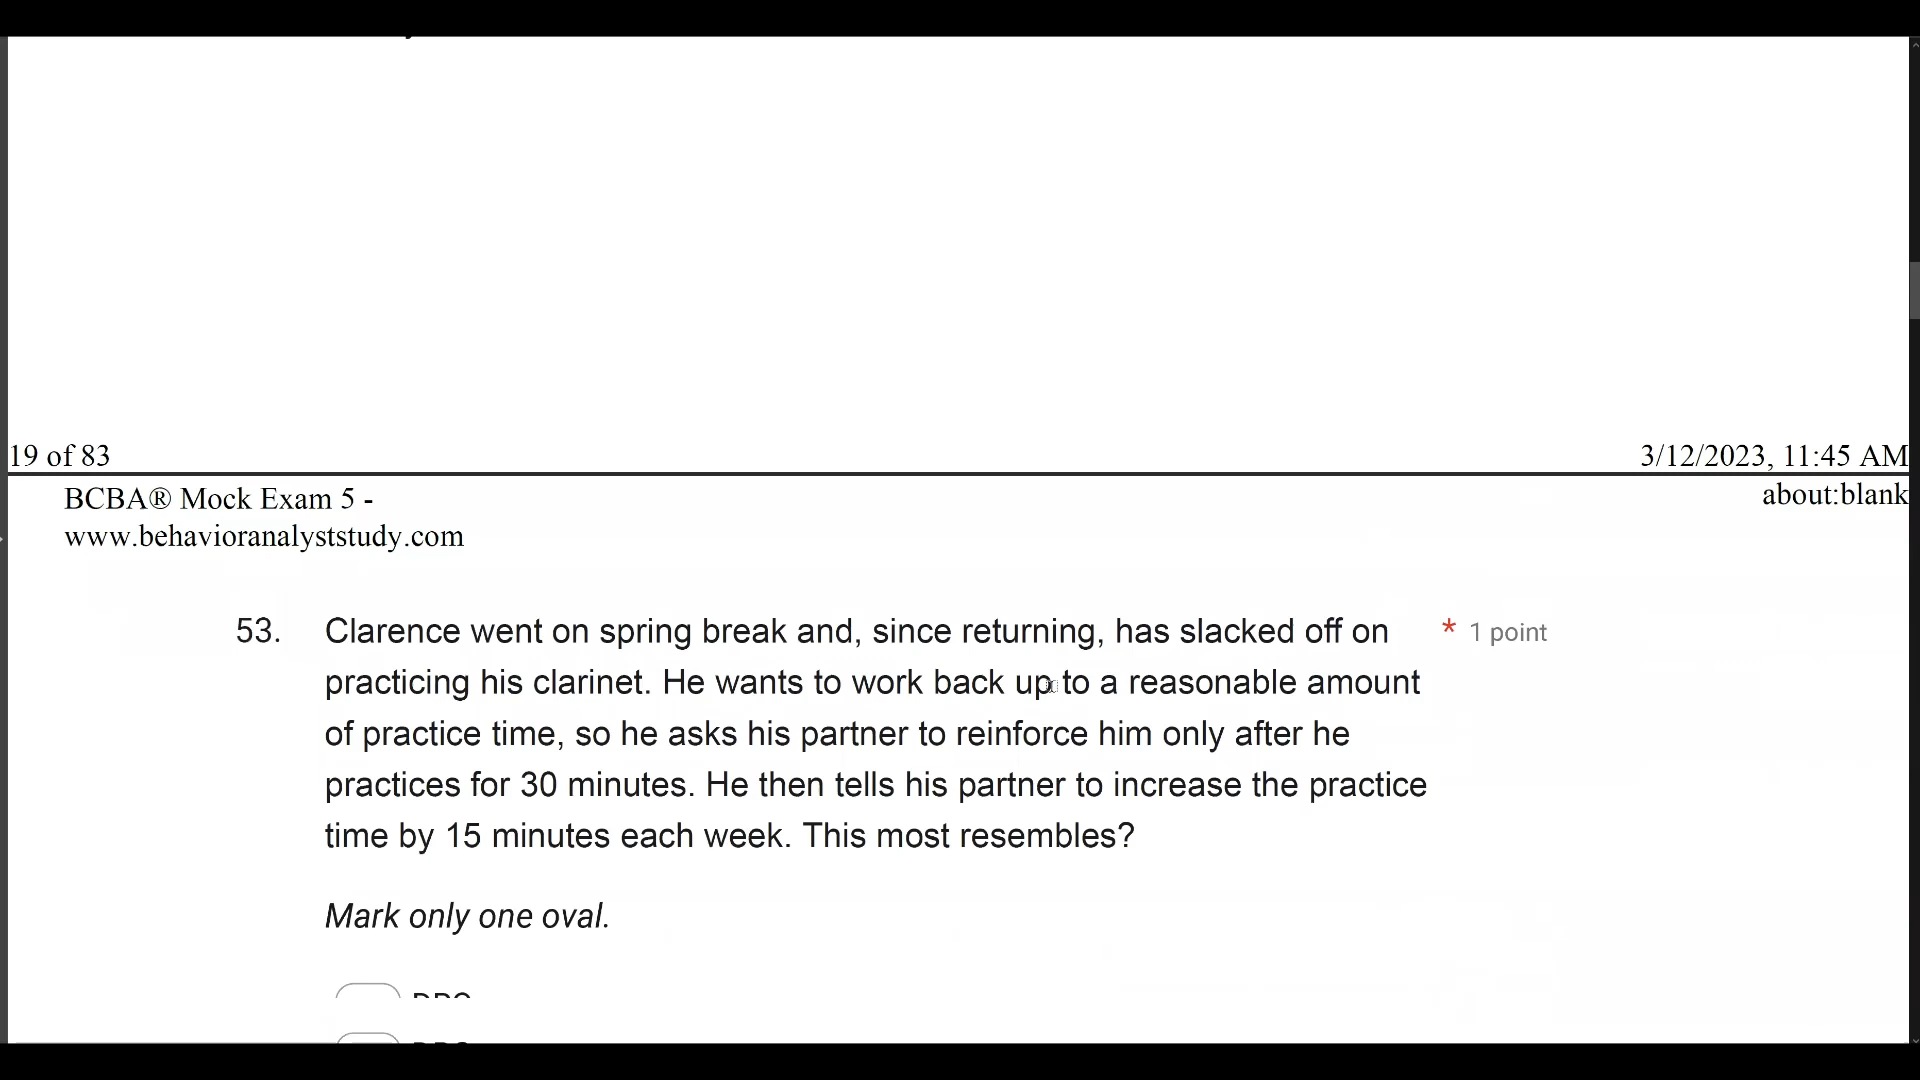 19 of 83
3/12/2023, 11:45 AM
BCBA® Mock Exam 5 -
about:blank
www.behavioranalyststudy.com
53. Clarence went on spring break and, since returning, has slacked off on * 1 point
practicing his clarinet. He wants to work back up to a reasonable amount
of practice time, so he asks his partner to reinforce him only after he
practices for 30 minutes. He then tells his partner to increase the practice
time by 15 minutes each week. This most resembles?
Mark only one oval.